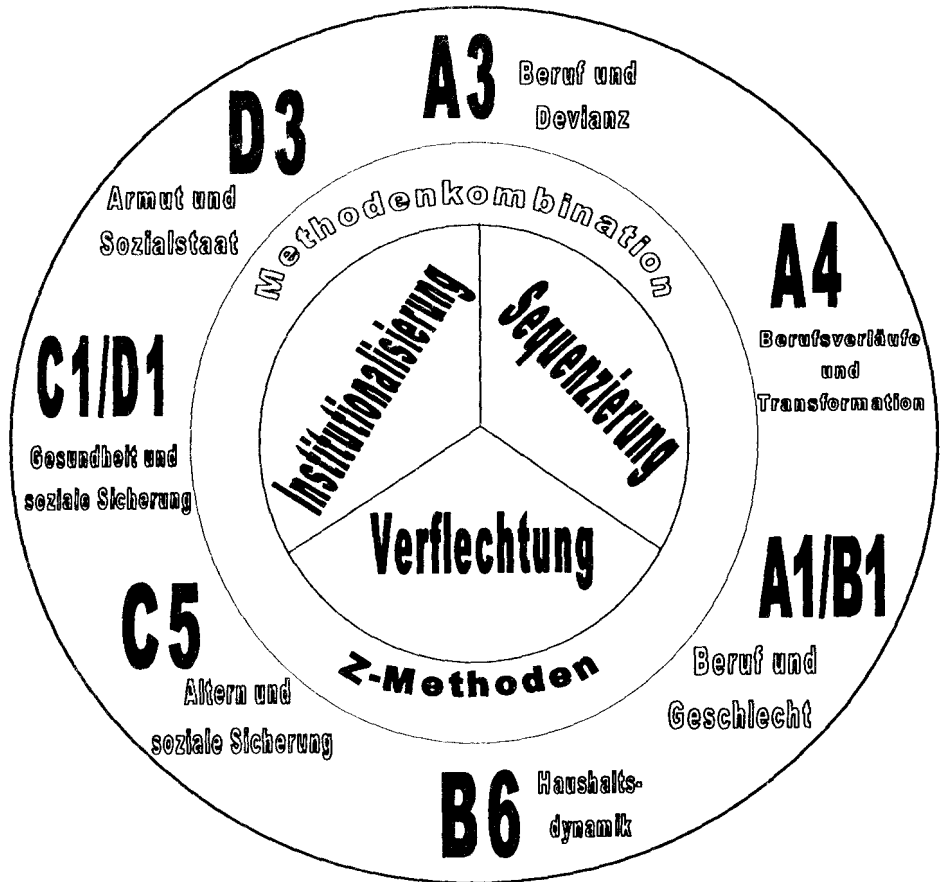 A3
Beruf und
Devianz
D3
Armut und
Sozialstaat
Methodenkombination
A4
Berufsverläufe
und
Transformation
Institutionalisierung
Sequenzierung
C1/D1
Gesundheit und
soziale Sicherung
Verflechtung
A1/B1
Beruf und
Geschlecht
C5
Altern und
soziale Sicherung
Z-Methoden
B6
Haushalts-
dynamik